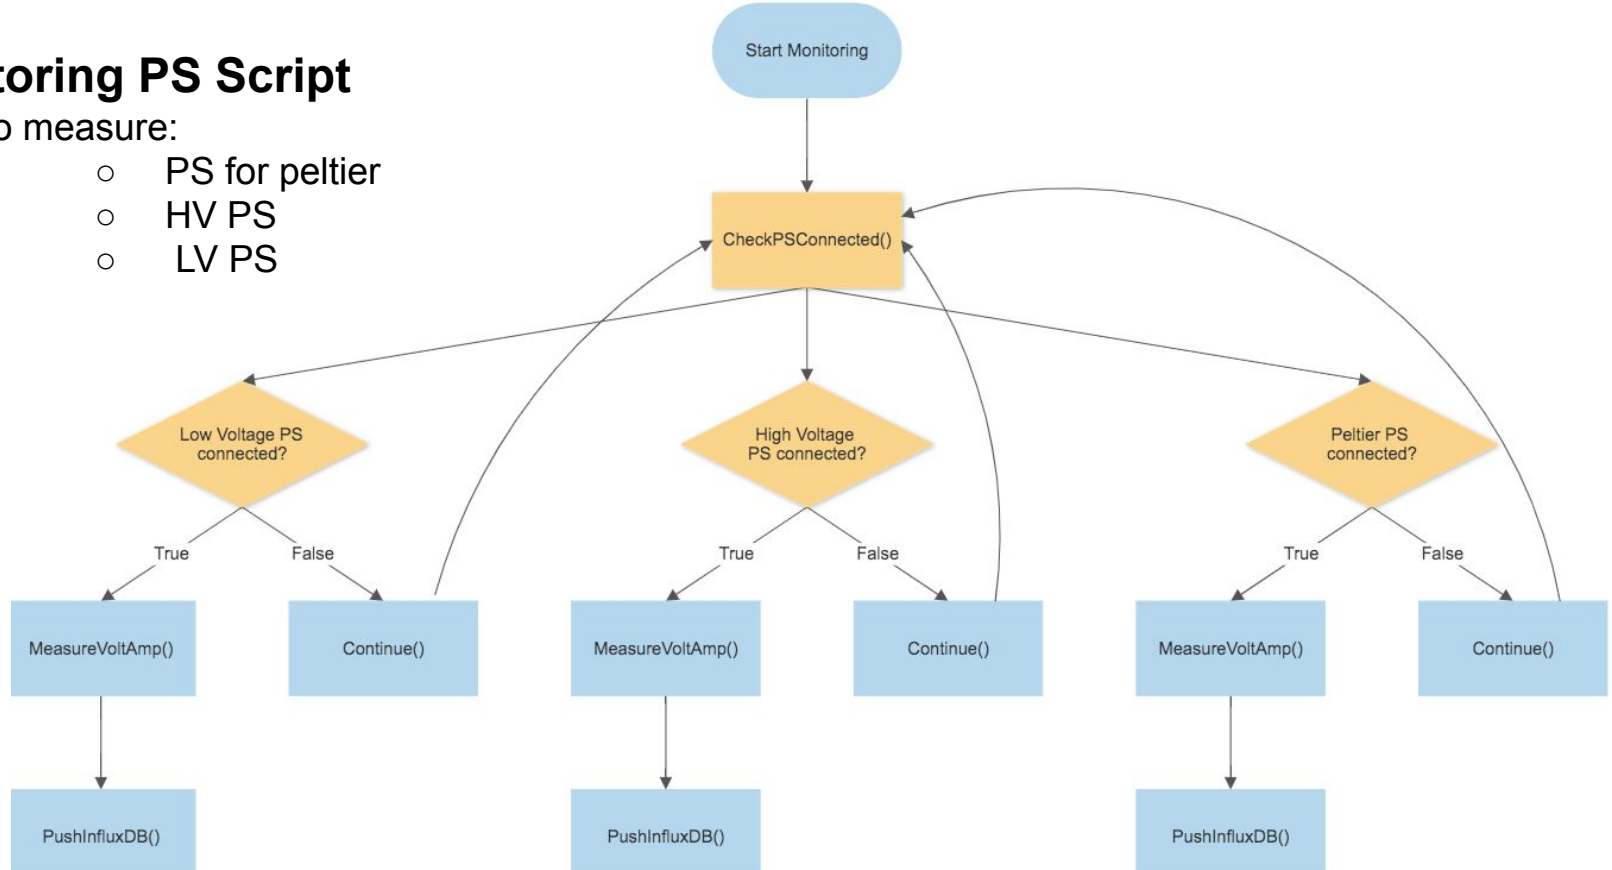 toring PS Script
o measure:
○ PS for peltier
○ HV PS
○ LV PS
Start Monitoring
CheckPSConnected()
Low Voltage PS
connected?
High Voltage
PS connected?
Peltier PS
connected?
True
False
True
False
True
False
MeasureVoltAmp()
Continue()
MeasureVoltAmp()
Continue()
MeasureVoltAmp()
Continue()
PushInfluxDB()
PushInfluxDB()
PushInfluxDB()